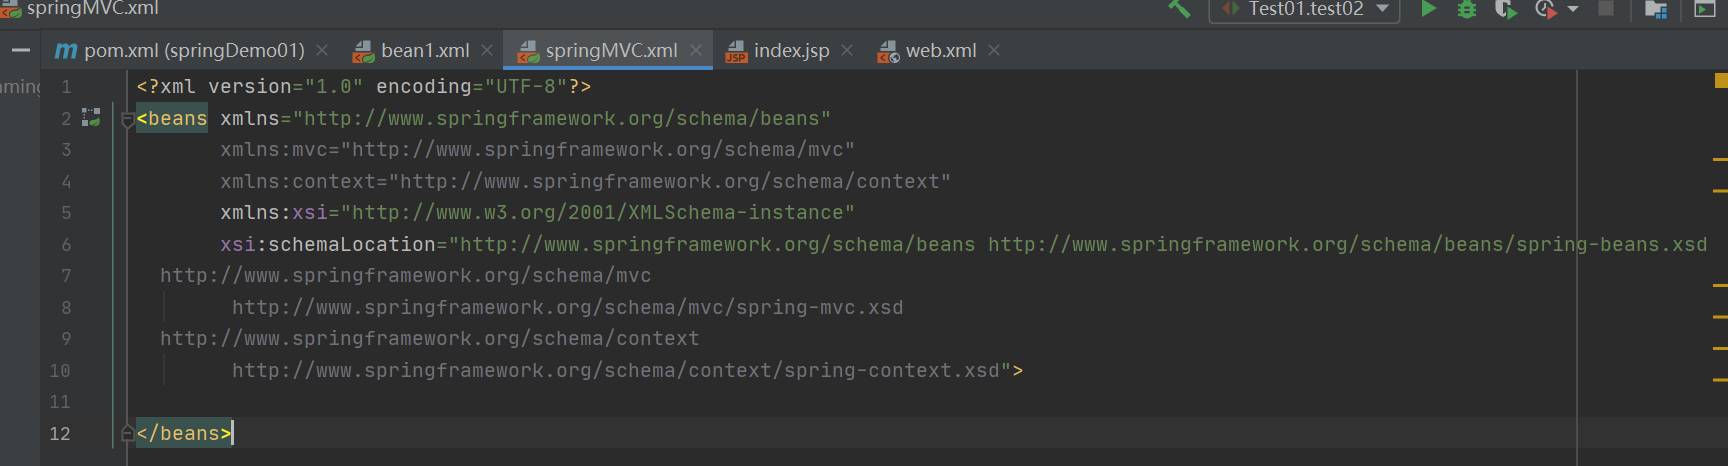 springMVC.xml
Test01.test02
pom.xml (springDemo01)
bean1.xml
springMVC.xml
index.jsp
web.xml
1 <?xml version="1.0" encoding="UTF-8"?>
2 <beans xmlns="http://www.springframework.org/schema/beans"
3 xmlns:mvc="http://www.springframework.org/schema/mvc"
4 xmlns:context="http://www.springframework.org/schema/context"
5 xmlns:xsi="http://www.w3.org/2001/XMLSchema-instance"
6 xsi:schemaLocation="http://www.springframework.org/schema/beans http://www.springframework.org/schema/beans/spring-beans.xsd
7 http://www.springframework.org/schema/mvc
8 http://www.springframework.org/schema/mvc/spring-mvc.xsd
9 http://www.springframework.org/schema/context
10 http://www.springframework.org/schema/context/spring-context.xsd">
11
12 </beans>